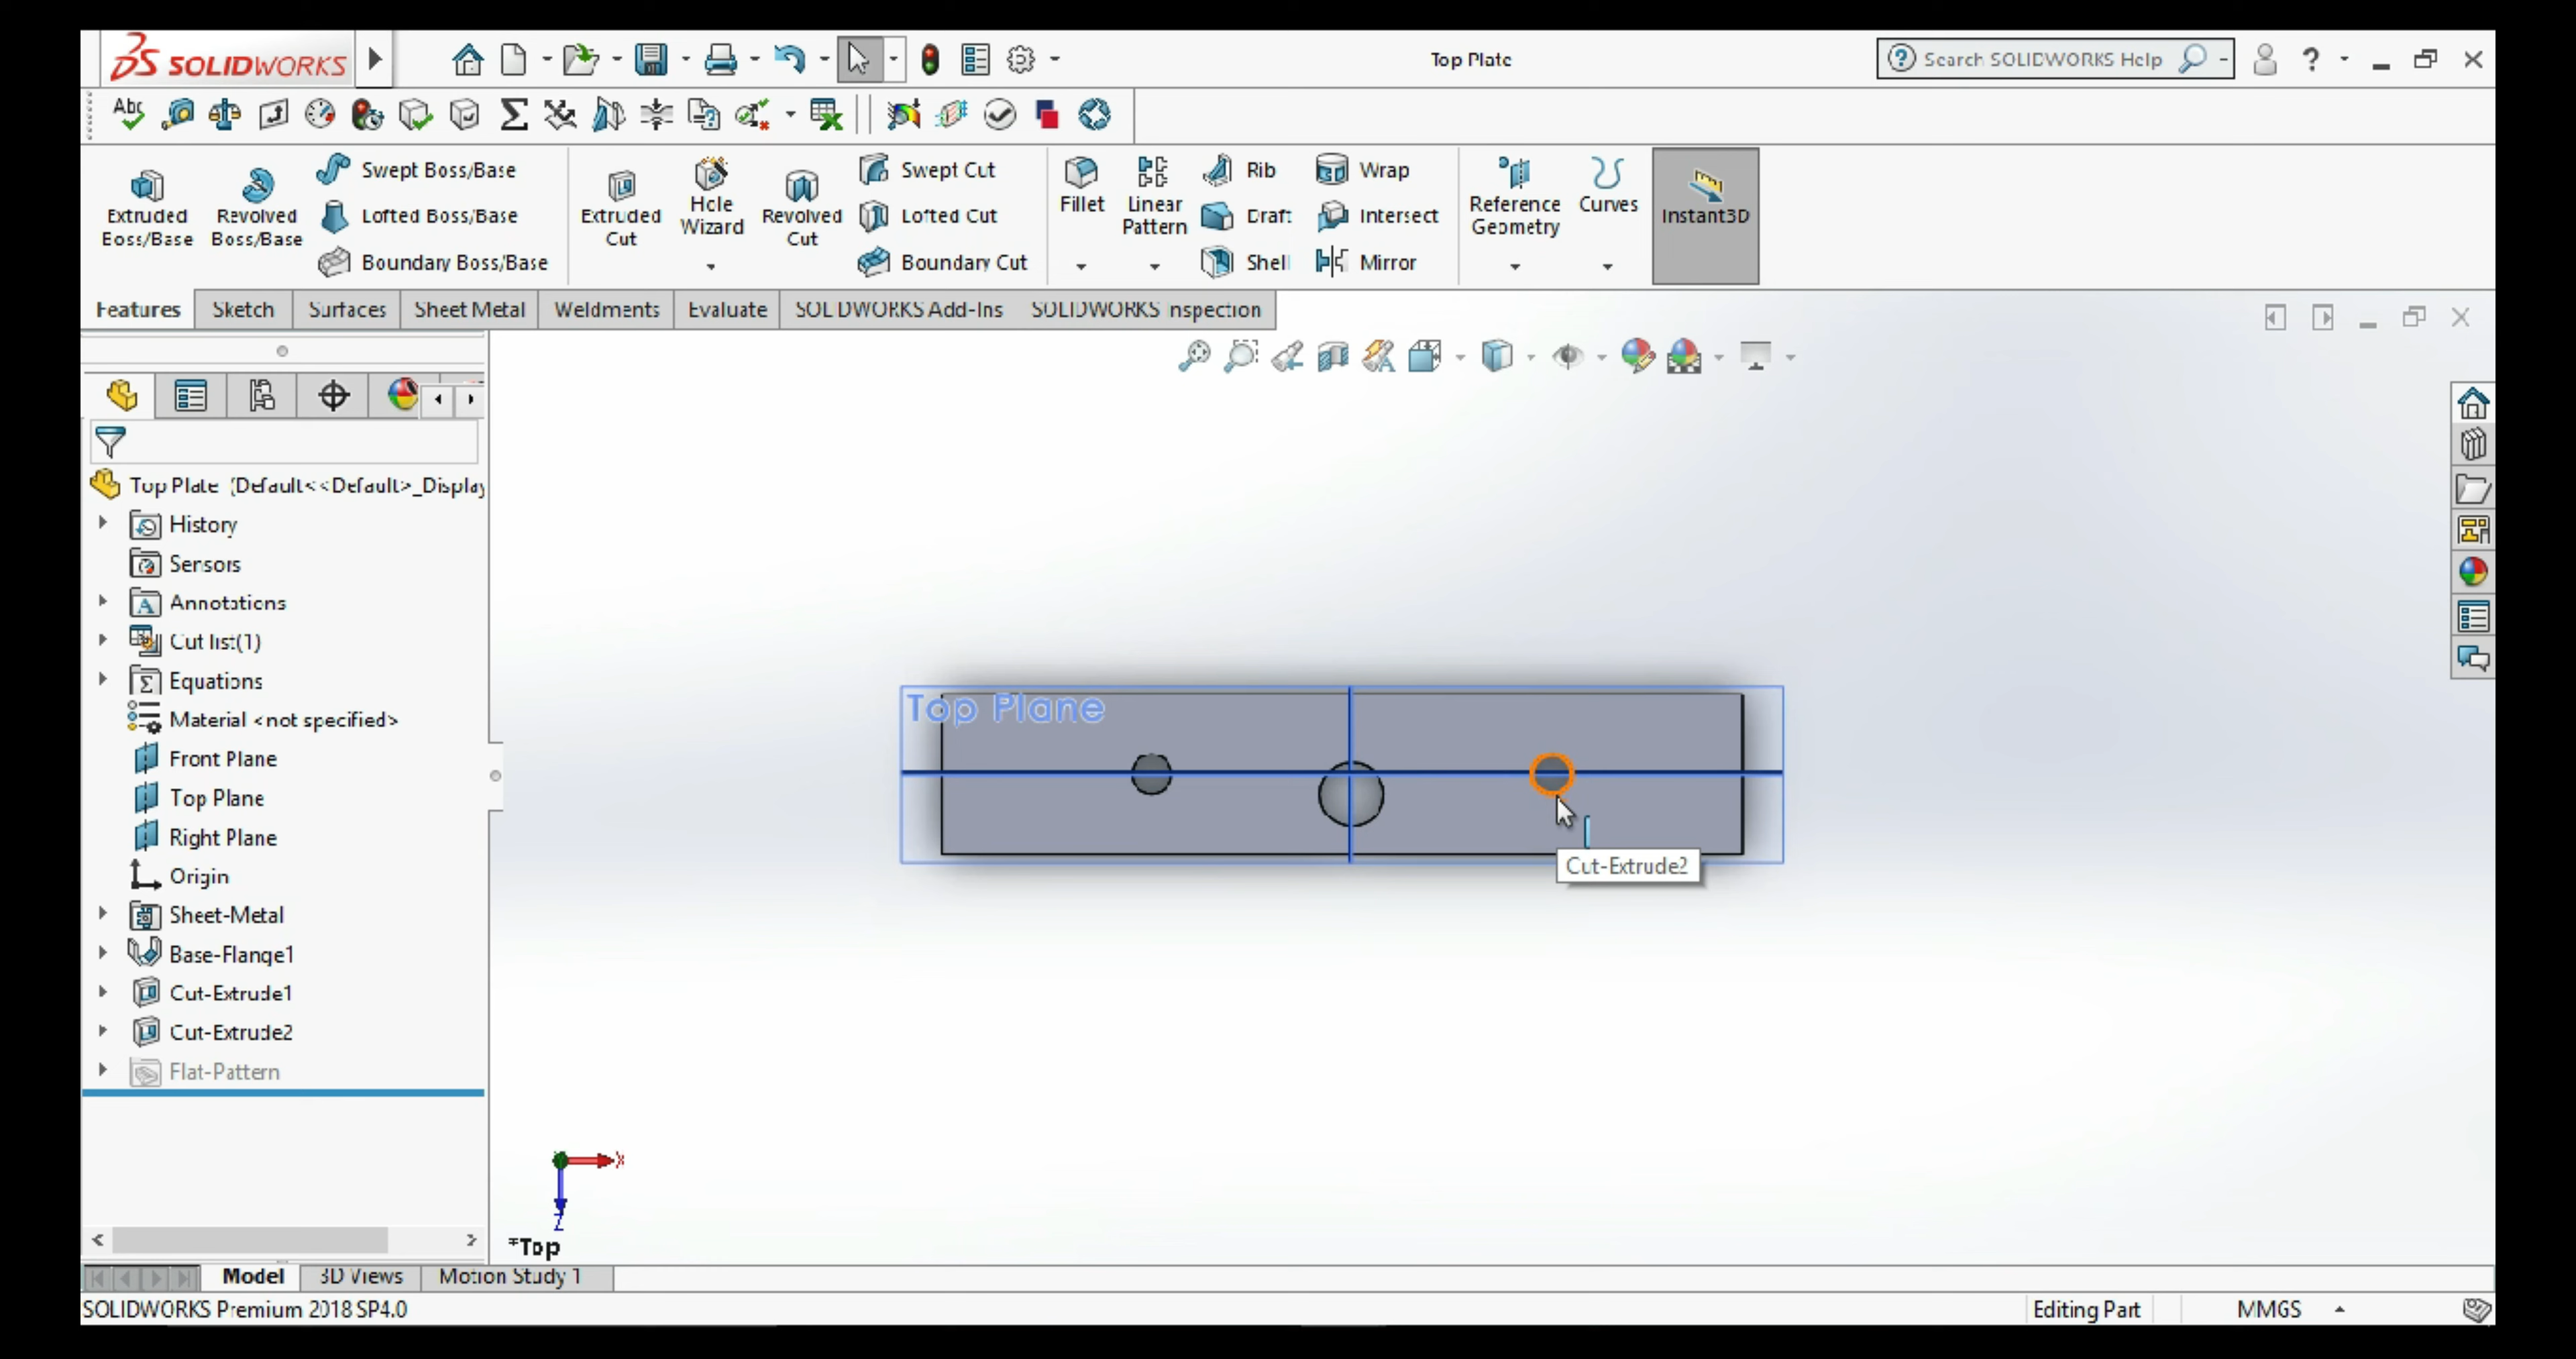 SOLIDWORKS
Top Plate
Search SOLIDWORKS Help
Abc
Extruded Boss/Base
Revolved Boss/Base
Swept Boss/Base
Lofted Boss/Base
Boundary Boss/Base
Extruded Cut
Hole Wizard
Revolved Cut
Swept Cut
Lofted Cut
Boundary Cut
Fillet
Linear Pattern
Rib
Draft
Shell
Wrap
Intersect
Mirror
Reference Geometry
Curves
Instant3D
Features
Sketch
Surfaces
Sheet Metal
Weldments
Evaluate
SOLIDWORKS Add-Ins
SOLIDWORKS Inspection
Top Plate (Default<<Default>_Display
History
Sensors
Annotations
Cut list(1)
Equations
Material <not specified>
Front Plane
Top Plane
Right Plane
Origin
Sheet-Metal
Base-Flange1
Cut-Extrude1
Cut-Extrude2
Flat-Pattern
Top Plane
Cut-Extrude2
X
Z
*Top
Model
3D Views
Motion Study 1
SOLIDWORKS Premium 2018 SP4.0
Editing Part
MMGS